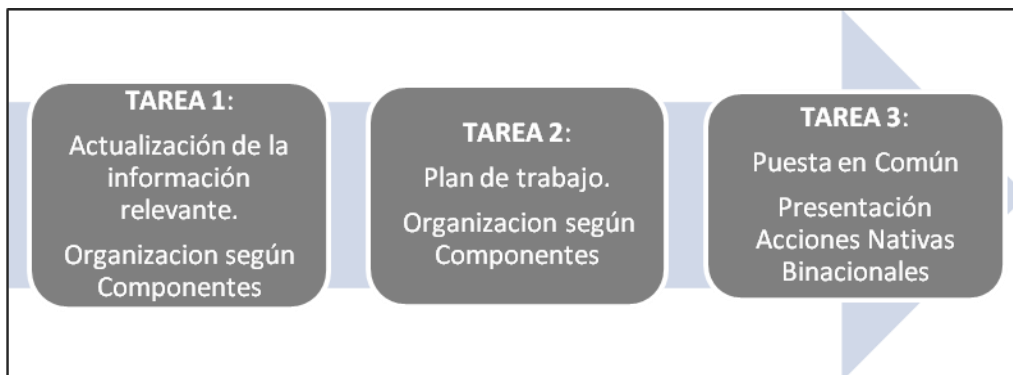 TAREA 1:
Actualización de la
información
relevante.
Organizacion según
Componentes
TAREA 2:
Plan de trabajo.
Organizacion según
Componentes
TAREA 3:
Puesta en Común
Presentación
Acciones Nativas
Binacionales